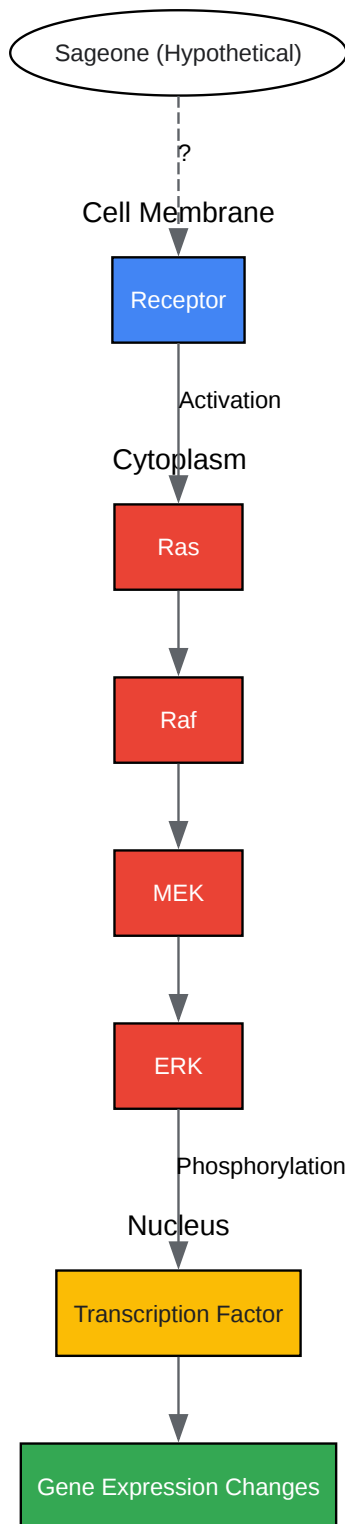 Sageone (Hypothetical)
?
Cell Membrane
Receptor
Activation
Cytoplasm
Ras
Raf
MEK
ERK
Phosphorylation
Nucleus
Transcription Factor
Gene Expression Changes